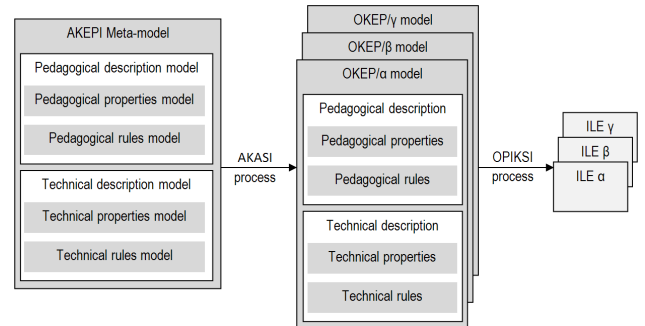 AKEPI Meta-model
Pedagogical description model
Pedagogical properties model
Pedagogical rules model
Technical description model
Technical properties model
Technical rules model
AKASI
process
OKEP/γ model
OKEP/β model
OKEP/α model
Pedagogical description
Pedagogical properties
Pedagogical rules
Technical description
Technical properties
Technical rules
OPIKSI
process
ILE γ
ILE β
ILE α